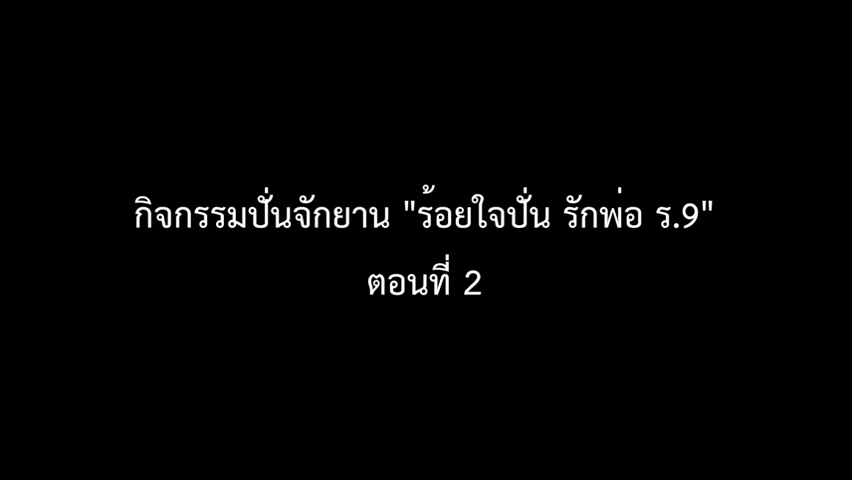 กิจกรรมปั่นจักยาน "ร้อยใจปั่น รักพ่อ ร.9"
ตอนที่ 2